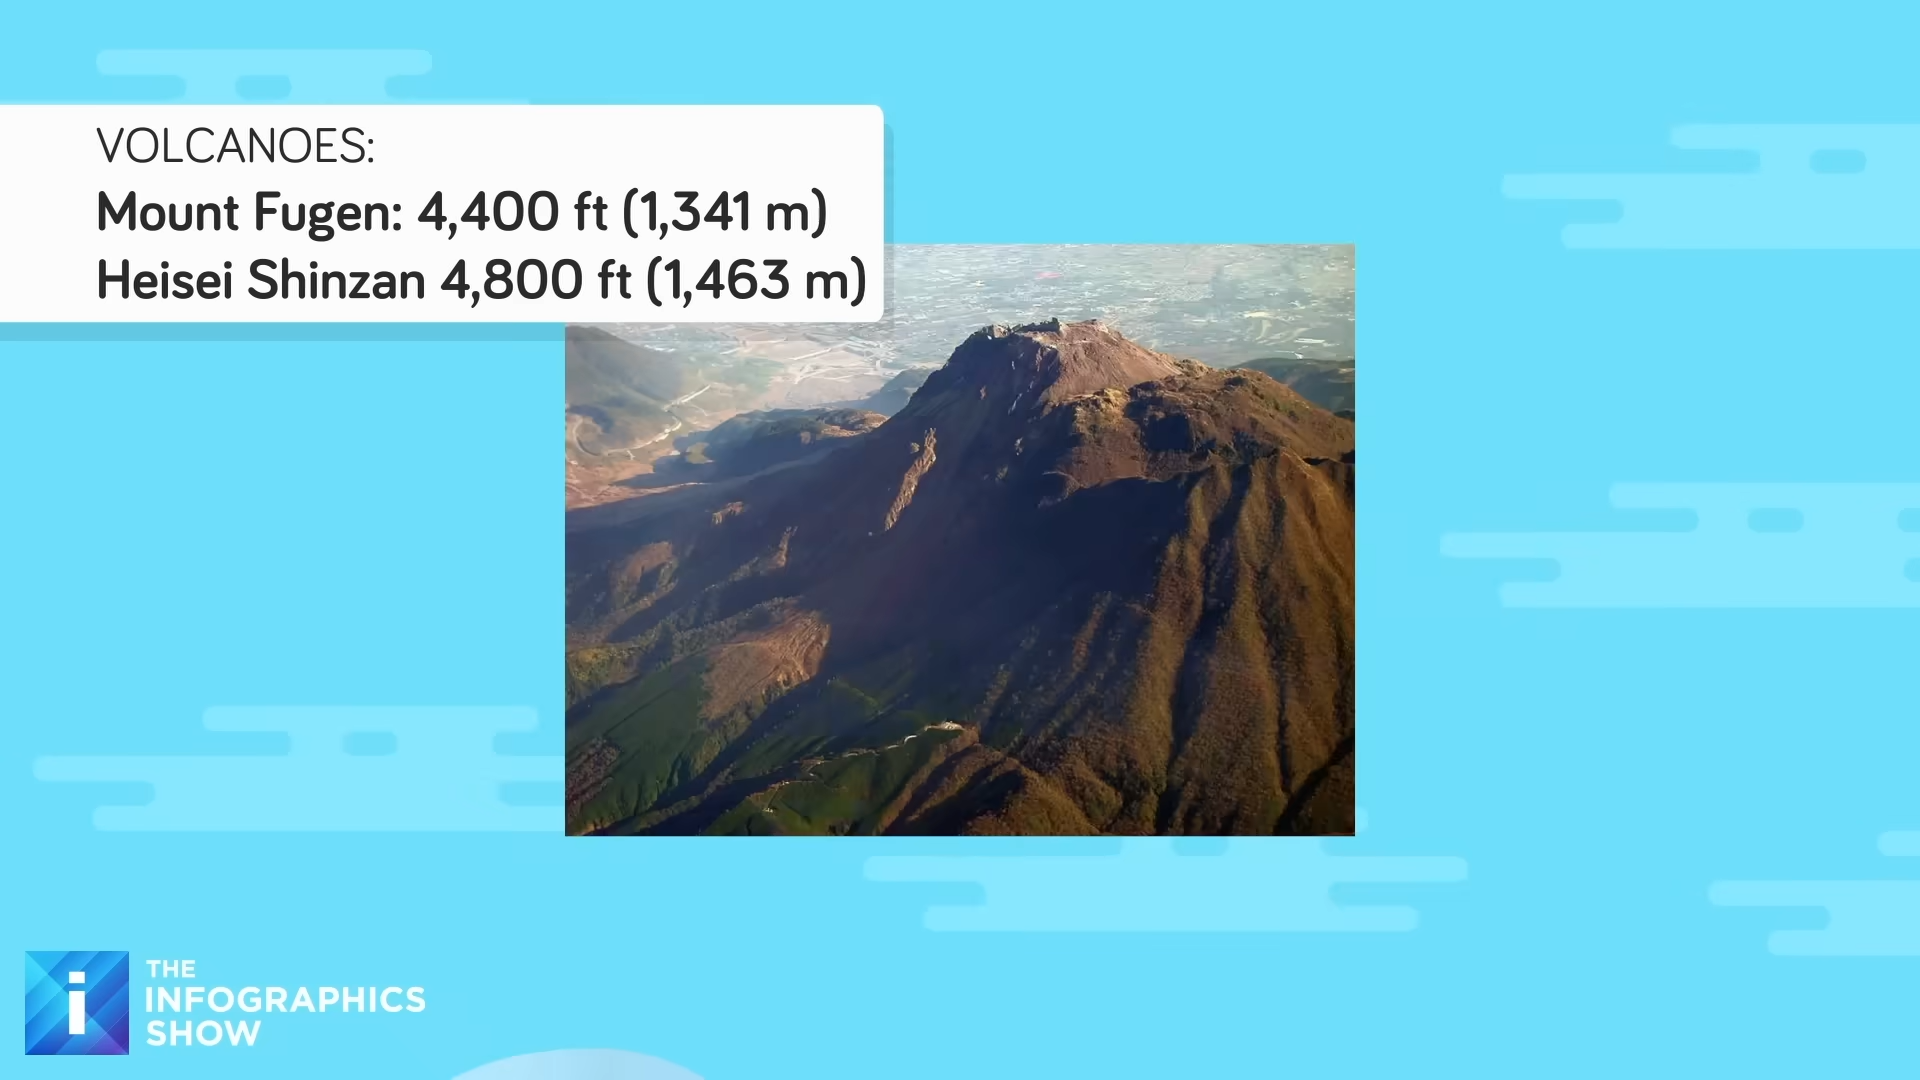 VOLCANOES:
Mount Fugen: 4,400 ft (1,341 m)
Heisei Shinzan 4,800 ft (1,463 m)
i
THE
INFOGRAPHICS
SHOW